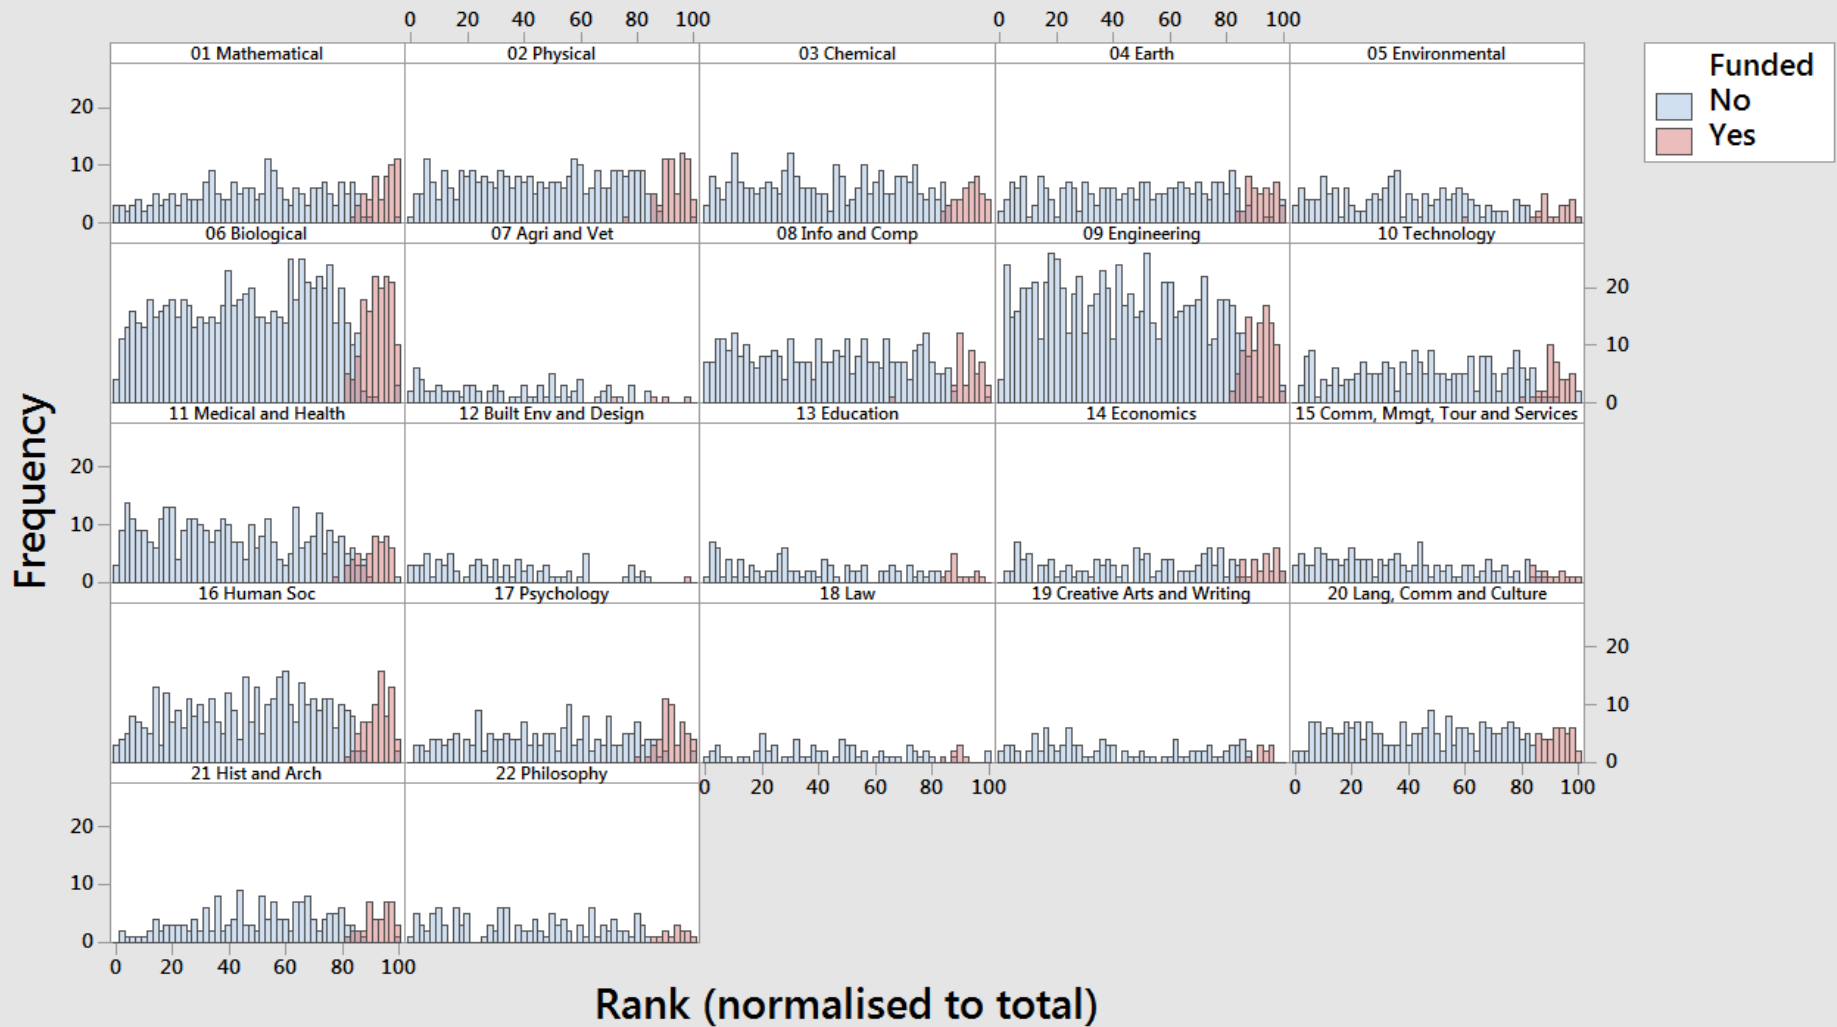 0 20 40 60 80 100 0 20 40 60 80 100
01 Mathematical 02 Physical 03 Chemical 04 Earth 05 Environmental
Funded
No
Yes
20
10
0
06 Biological 07 Agri and Vet 08 Info and Comp 09 Engineering 10 Technology
20
10
0
11 Medical and Health 12 Built Env and Design 13 Education 14 Economics 15 Comm, Mmgt, Tour and Services
20
10
0
16 Human Soc 17 Psychology 18 Law 19 Creative Arts and Writing 20 Lang, Comm and Culture
20
10
0
21 Hist and Arch 22 Philosophy
0 20 40 60 80 100 0 20 40 60 80 100
20
10
0
0 20 40 60 80 100
Frequency
Rank (normalised to total)